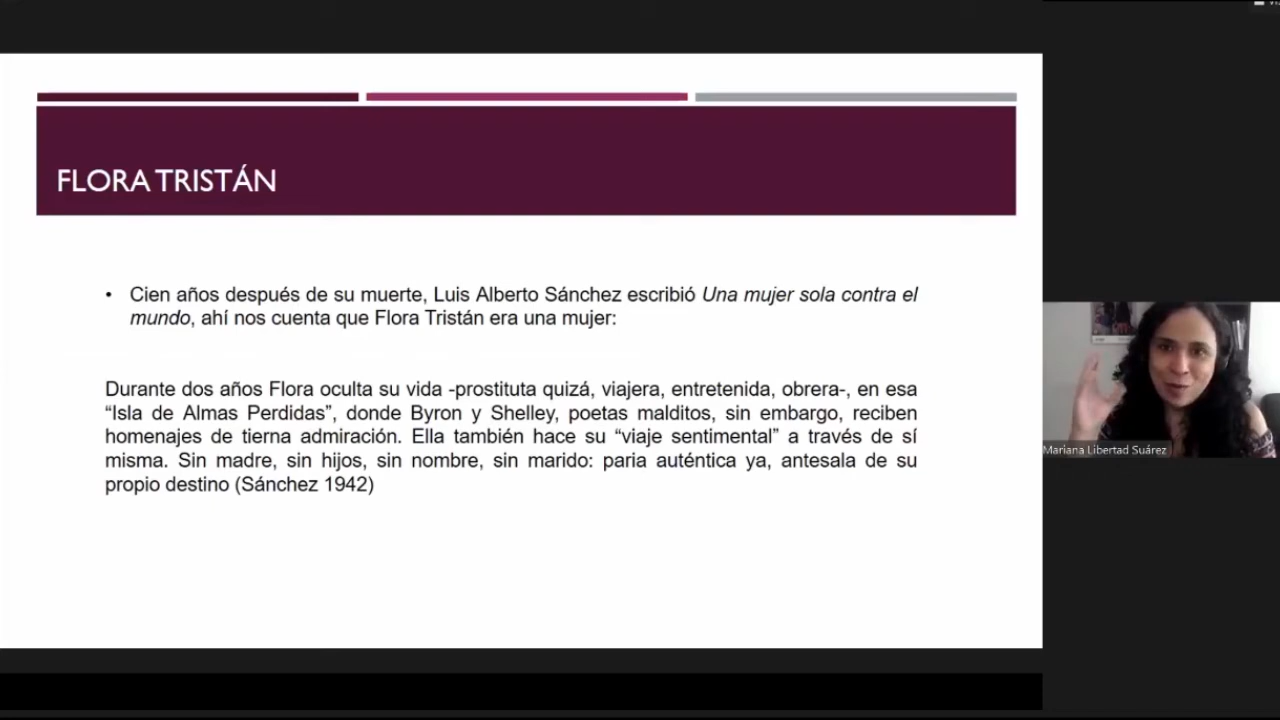 FLORA TRISTÁN
• Cien años después de su muerte, Luis Alberto Sánchez escribió Una mujer sola contra el
mundo, ahí nos cuenta que Flora Tristán era una mujer:
Durante dos años Flora oculta su vida -prostituta quizá, viajera, entretenida, obrera-, en esa
“Isla de Almas Perdidas”, donde Byron y Shelley, poetas malditos, sin embargo, reciben
homenajes de tierna admiración. Ella también hace su “viaje sentimental” a través de sí
misma. Sin madre, sin hijos, sin nombre, sin marido: paria auténtica ya, antesala de su
propio destino (Sánchez 1942)
Mariana Libertad Suárez